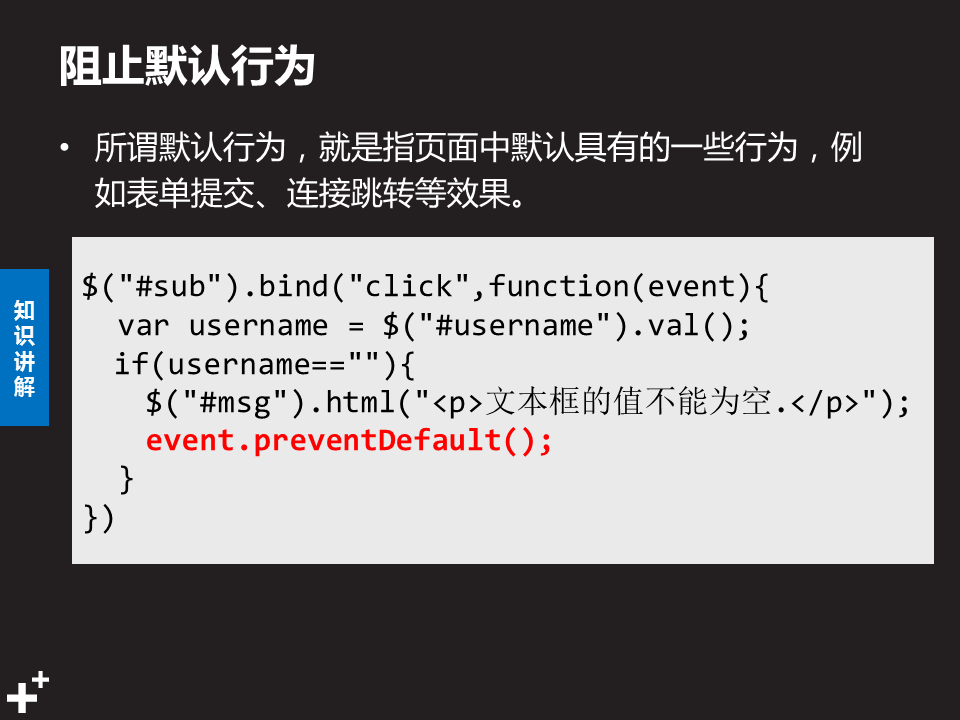 阻止默认行为
• 所谓默认行为，就是指页面中默认具有的一些行为，例
如表单提交、连接跳转等效果。
知
识
讲
解
$("#sub").bind("click",function(event){
  var username = $("#username").val();
  if(username==""){
    $("#msg").html("<p>文本框的值不能为空.</p>");
    event.preventDefault();
  }
})